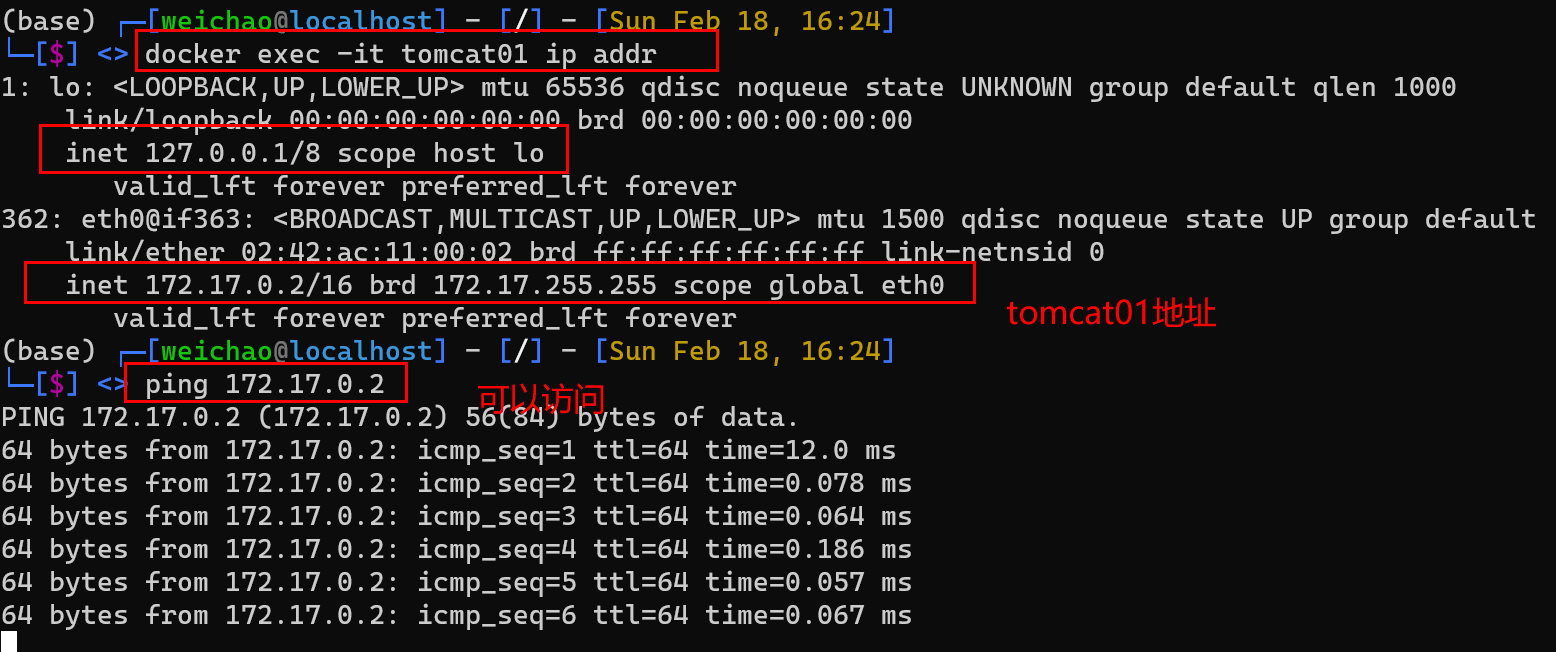 (base) ┌─[weichao@localhost] - [/] - [Sun Feb 18, 16:24]
└─[$] <> docker exec -it tomcat01 ip addr
1: lo: <LOOPBACK,UP,LOWER_UP> mtu 65536 qdisc noqueue state UNKNOWN group default qlen 1000
    link/loopback 00:00:00:00:00:00 brd 00:00:00:00:00:00
    inet 127.0.0.1/8 scope host lo
       valid_lft forever preferred_lft forever
362: eth0@if363: <BROADCAST,MULTICAST,UP,LOWER_UP> mtu 1500 qdisc noqueue state UP group default
    link/ether 02:42:ac:11:00:02 brd ff:ff:ff:ff:ff:ff link-netnsid 0
    inet 172.17.0.2/16 brd 172.17.255.255 scope global eth0
tomcat01地址
       valid_lft forever preferred_lft forever
(base) ┌─[weichao@localhost] - [/] - [Sun Feb 18, 16:24]
└─[$] <> ping 172.17.0.2
可以访问
PING 172.17.0.2 (172.17.0.2) 56(84) bytes of data.
64 bytes from 172.17.0.2: icmp_seq=1 ttl=64 time=12.0 ms
64 bytes from 172.17.0.2: icmp_seq=2 ttl=64 time=0.078 ms
64 bytes from 172.17.0.2: icmp_seq=3 ttl=64 time=0.064 ms
64 bytes from 172.17.0.2: icmp_seq=4 ttl=64 time=0.186 ms
64 bytes from 172.17.0.2: icmp_seq=5 ttl=64 time=0.057 ms
64 bytes from 172.17.0.2: icmp_seq=6 ttl=64 time=0.067 ms